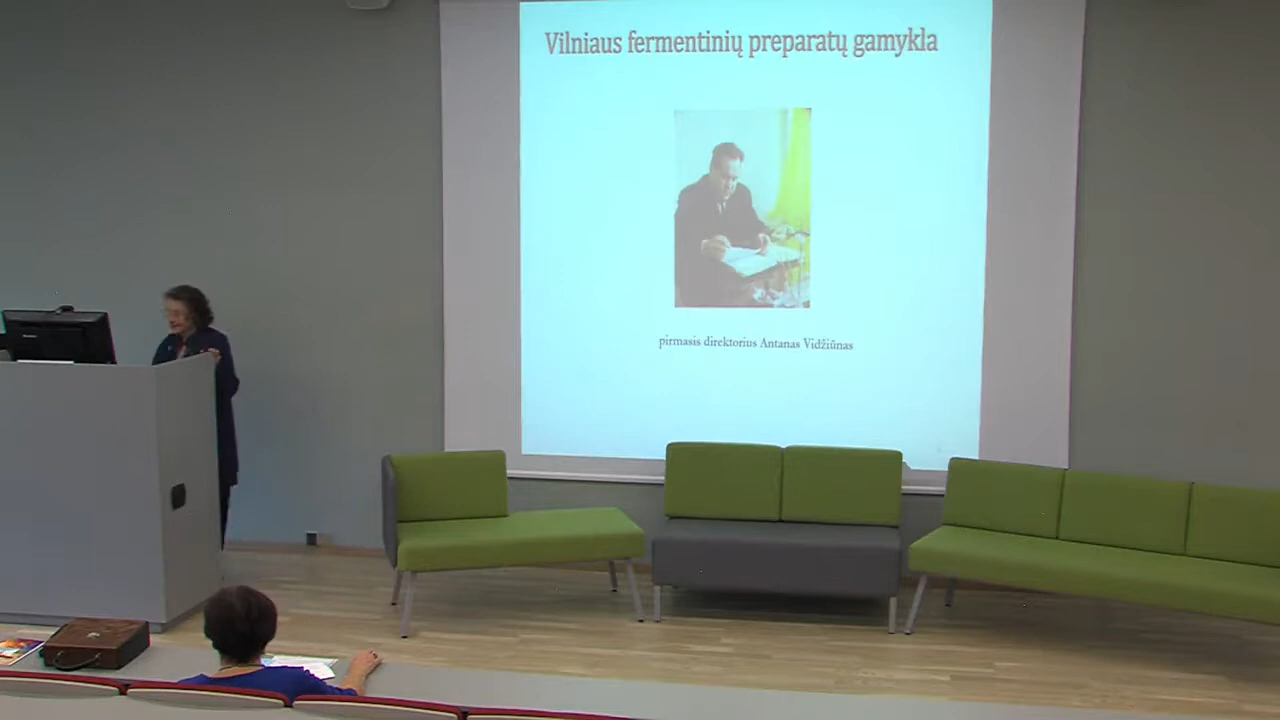 Vilniaus fermentinių preparatų gamykla
pirmasis direktorius Antanas Vidžiūnas